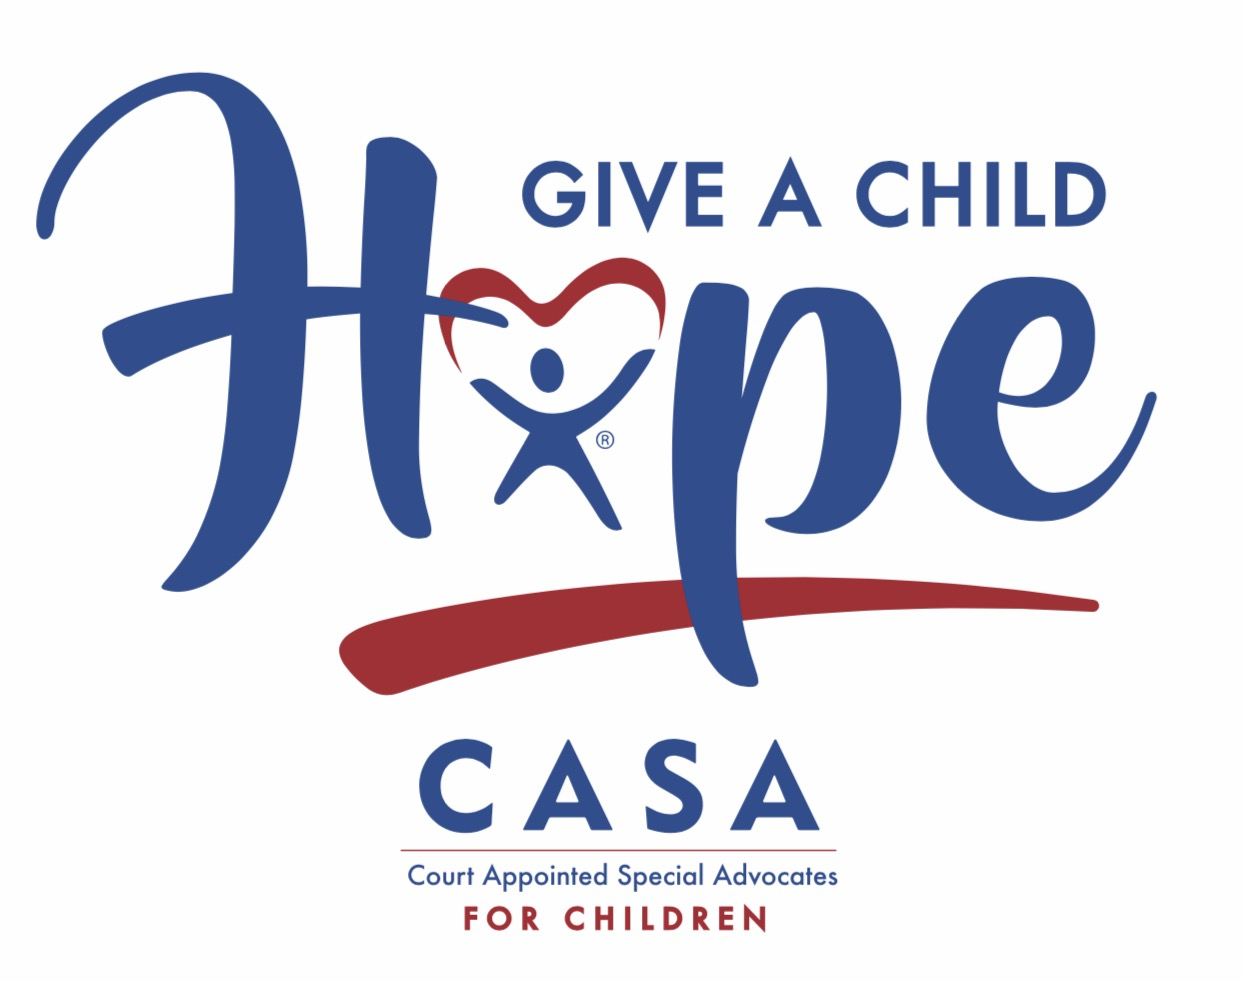 GIVE A CHILD
Hope
®
CASA
Court Appointed Special Advocates
FOR CHILDREN